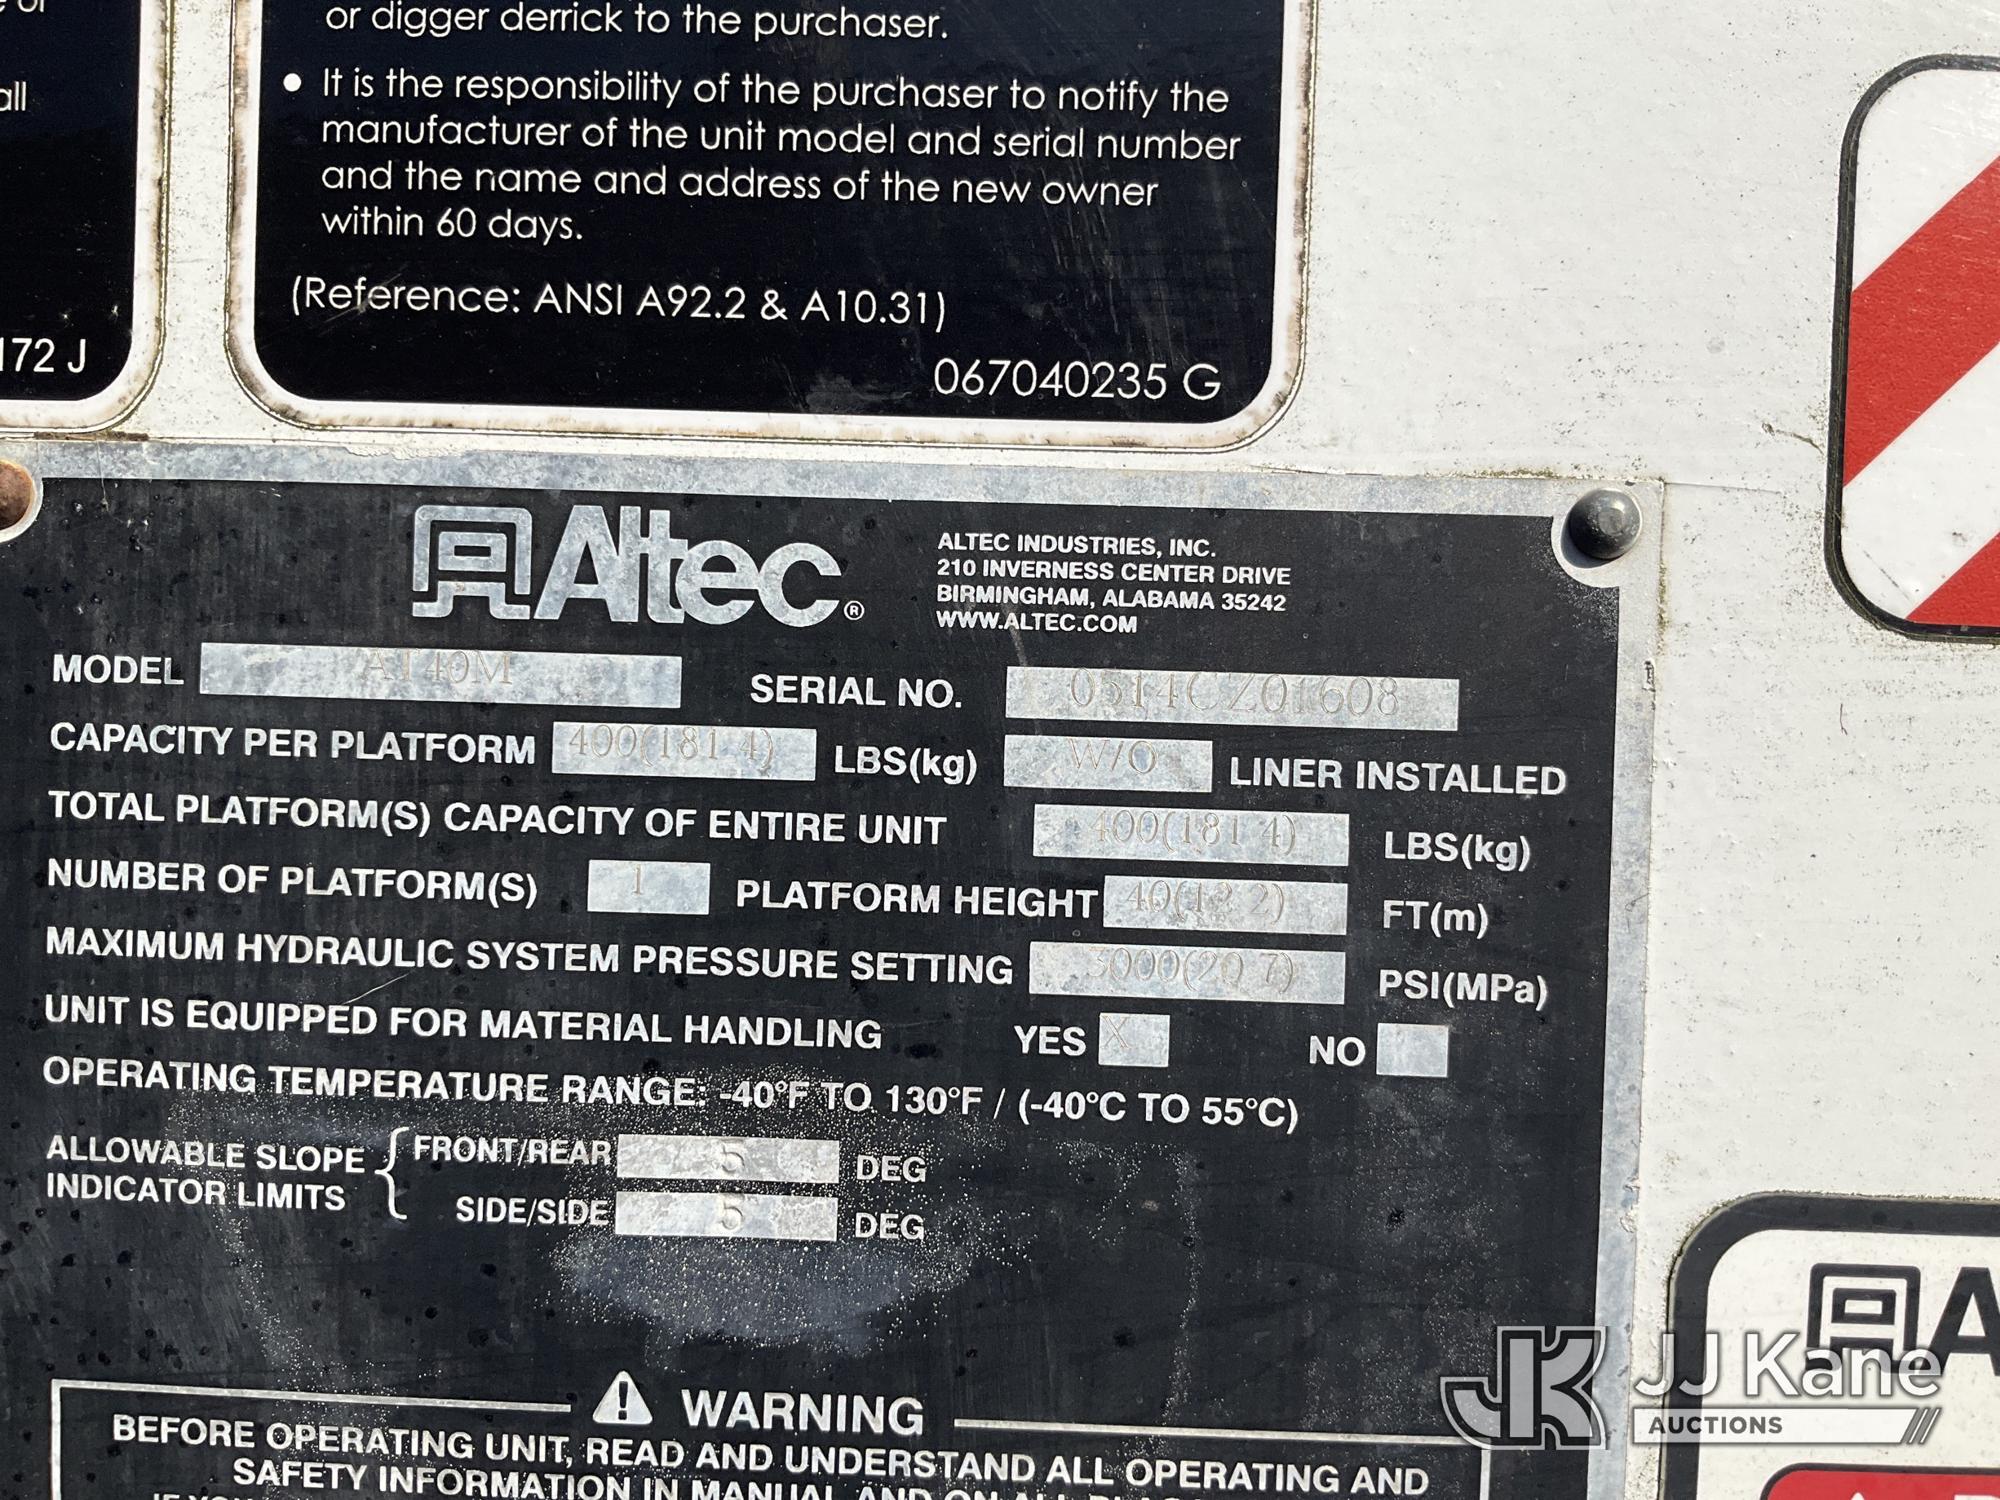 or digger derrick to the purchaser.
all
• It is the responsibility of the purchaser to notify the
manufacturer of the unit model and serial number
and the name and address of the new owner
within 60 days.
(Reference: ANSI A92.2 & A10.31)
172 J
067040235 G
Altec®
ALTEC INDUSTRIES, INC.
210 INVERNESS CENTER DRIVE
BIRMINGHAM, ALABAMA 35242
WWW.ALTEC.COM
MODEL AT40M SERIAL NO. 0514CZ01608
CAPACITY PER PLATFORM 400(181.4) LBS(kg) W/O LINER INSTALLED
TOTAL PLATFORM(S) CAPACITY OF ENTIRE UNIT 400(181.4) LBS(kg)
NUMBER OF PLATFORM(S) 1 PLATFORM HEIGHT 40(12.2) FT(m)
MAXIMUM HYDRAULIC SYSTEM PRESSURE SETTING 3000(20.7) PSI(MPa)
UNIT IS EQUIPPED FOR MATERIAL HANDLING YES X NO
OPERATING TEMPERATURE RANGE: -40°F TO 130°F / (-40°C TO 55°C)
ALLOWABLE SLOPE INDICATOR LIMITS { FRONT/REAR 5 DEG
SIDE/SIDE 5 DEG
WARNING
BEFORE OPERATING UNIT, READ AND UNDERSTAND ALL OPERATING AND
SAFETY INFORMATION IN MANUAL AND ON ALL
JJ Kane
AUCTIONS